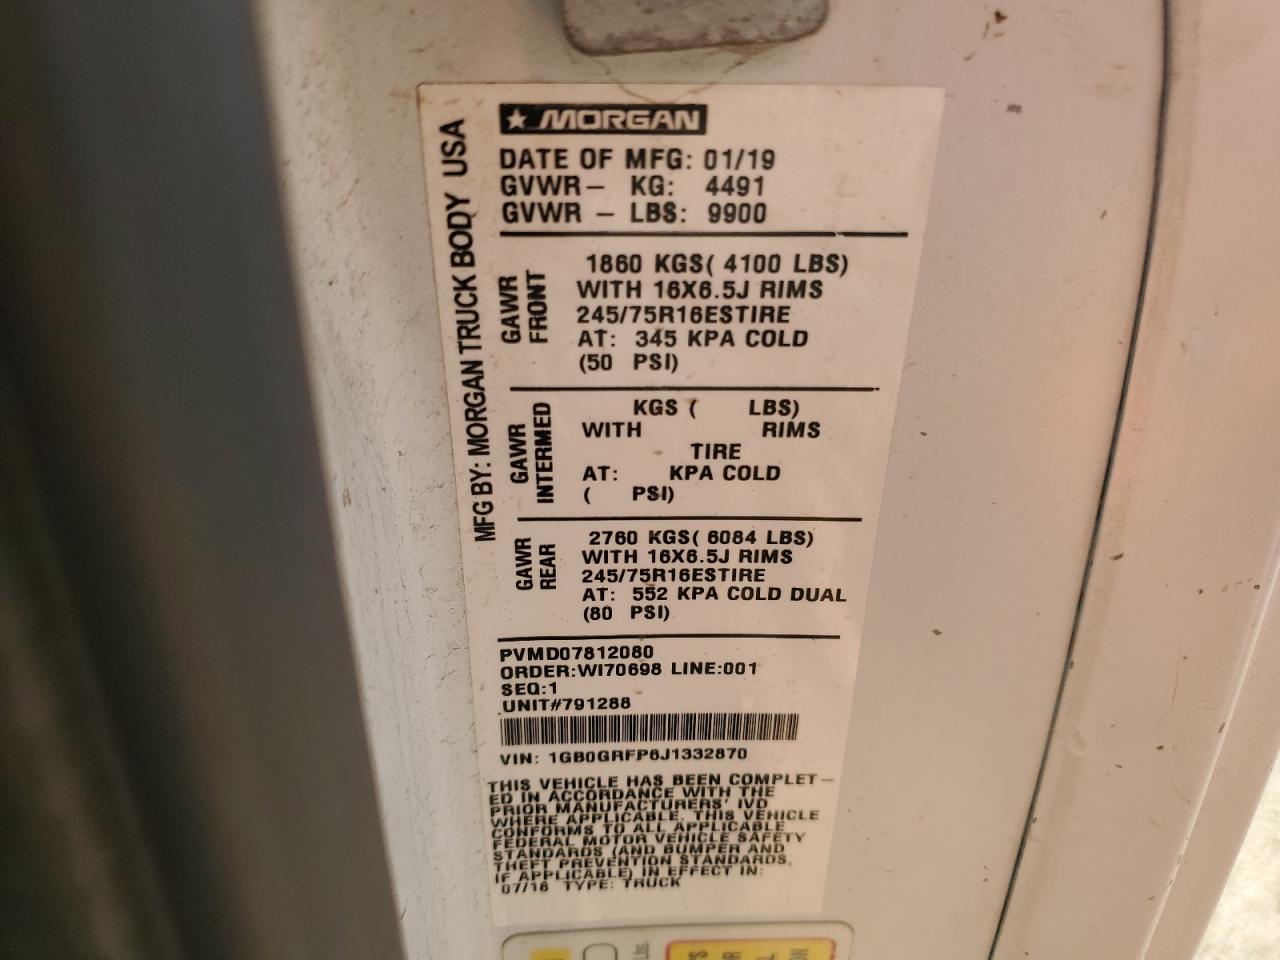 MORGAN
MFG BY: MORGAN TRUCK BODY USA
DATE OF MFG: 01/19
GVWR– KG: 4491
GVWR – LBS: 9900
GAWR
FRONT
1860 KGS( 4100 LBS)
WITH 16X6.5J RIMS
245/75R16ESTIRE
AT: 345 KPA COLD
(50 PSI)
GAWR
INTERMED
KGS ( LBS)
WITH RIMS
TIRE
AT: KPA COLD
( PSI)
GAWR
REAR
2760 KGS( 6084 LBS)
WITH 16X6.5J RIMS
245/75R16ESTIRE
AT: 552 KPA COLD DUAL
(80 PSI)
PVMD07812080
ORDER:WI70698 LINE:001
SEQ:1
UNIT#791288
VIN: 1GB0GRFP6J1332870
THIS VEHICLE HAS BEEN COMPLET–
ED IN ACCORDANCE WITH THE
PRIOR MANUFACTURERS' IVD
WHERE APPLICABLE. THIS VEHICLE
CONFORMS TO ALL APPLICABLE
FEDERAL MOTOR VEHICLE SAFETY
STANDARDS (AND BUMPER AND
THEFT PREVENTION STANDARDS,
IF APPLICABLE) IN EFFECT IN:
07/18 TYPE: TRUCK
Lbs.